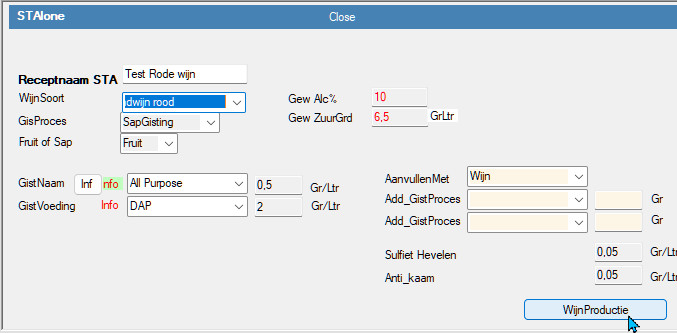 STAlone Close
Receptnaam STA Test Rode wijn
WijnSoort dwijn rood Gew Alc% 10
GisProces SapGisting Gew ZuurGrd 6,5 GrLtr
Fruit of Sap Fruit
GistNaam Inf nfo All Purpose 0,5 Gr/Ltr
GistVoeding Info DAP 2 Gr/Ltr
AanvullenMet Wijn
Add_GistProces Gr
Add_GistProces Gr
Sulfiet Hevelen 0,05 Gr/Ltr
Anti_kaam 0,05 Gr/Ltr
WijnProductie